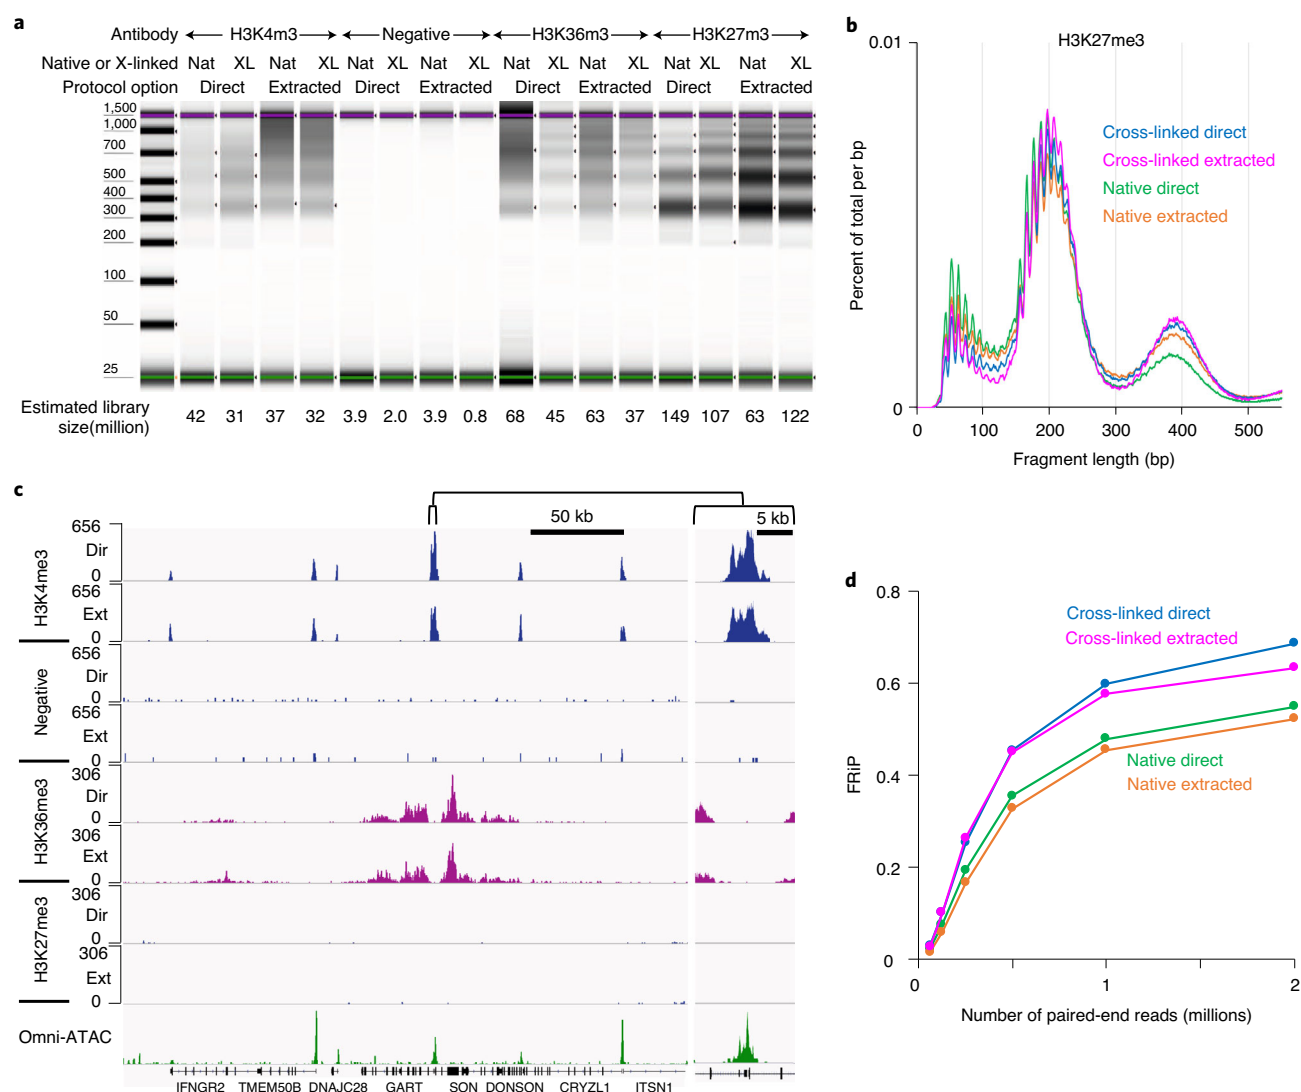 a
Antibody H3K4m3 Negative H3K36m3 H3K27m3
Native or X-linked Nat XL Nat XL Nat XL Nat XL Nat XL Nat XL Nat XL Nat XL
Protocol option Direct Extracted Direct Extracted Direct Extracted Direct Extracted
1,500
1,000
700
500
400
300
200
100
50
25
Estimated library
size(million) 42 31 37 32 3.9 2.0 3.9 0.8 68 45 63 37 149 107 63 122
b
H3K27me3
0.01
Percent of total per bp
Cross-linked direct
Cross-linked extracted
Native direct
Native extracted
0
0 100 200 300 400 500
Fragment length (bp)
c
50 kb 5 kb
H3K4me3
656
Dir
0
656
Ext
0
Negative
656
Dir
0
656
Ext
0
H3K36me3
306
Dir
0
306
Ext
0
H3K27me3
306
Dir
0
306
Ext
0
Omni-ATAC
IFNGR2 TMEM50B DNAJC28 GART SON DONSON CRYZL1 ITSN1
d
0.8
0.6
0.4
0.2
0
FRiP
Cross-linked direct
Cross-linked extracted
Native direct
Native extracted
0 1 2
Number of paired-end reads (millions)